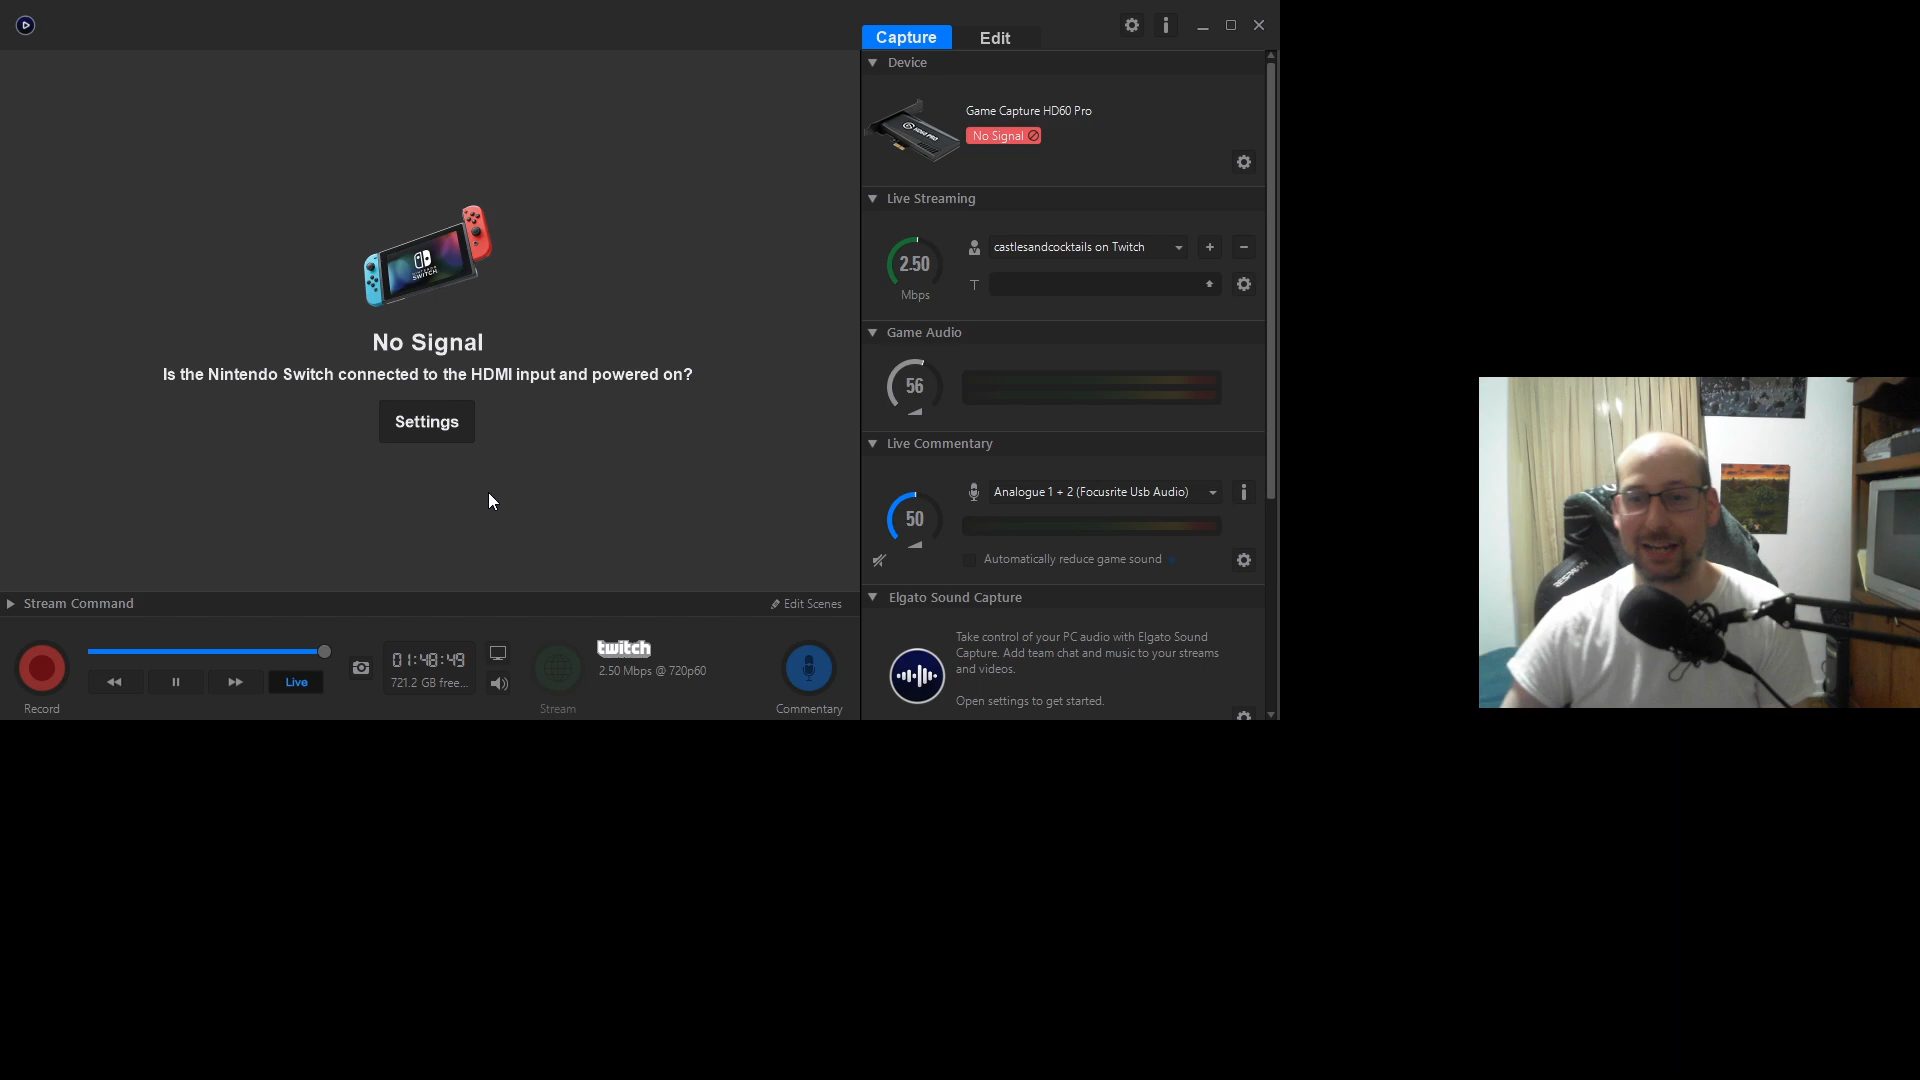 Capture
Edit
Device
Game Capture HD60 Pro
No Signal
Live Streaming
castlesandcocktails on Twitch
2.50
Mbps
Game Audio
56
Live Commentary
Analogue 1 + 2 (Focusrite Usb Audio)
50
Automatically reduce game sound
Elgato Sound Capture
Take control of your PC audio with Elgato Sound
Capture. Add team chat and music to your streams
and videos.
Open settings to get started.
No Signal
Is the Nintendo Switch connected to the HDMI input and powered on?
Settings
Stream Command
Edit Scenes
Live
01:48:49
721.2 GB free...
twitch
2.50 Mbps @ 720p60
Record
Stream
Commentary